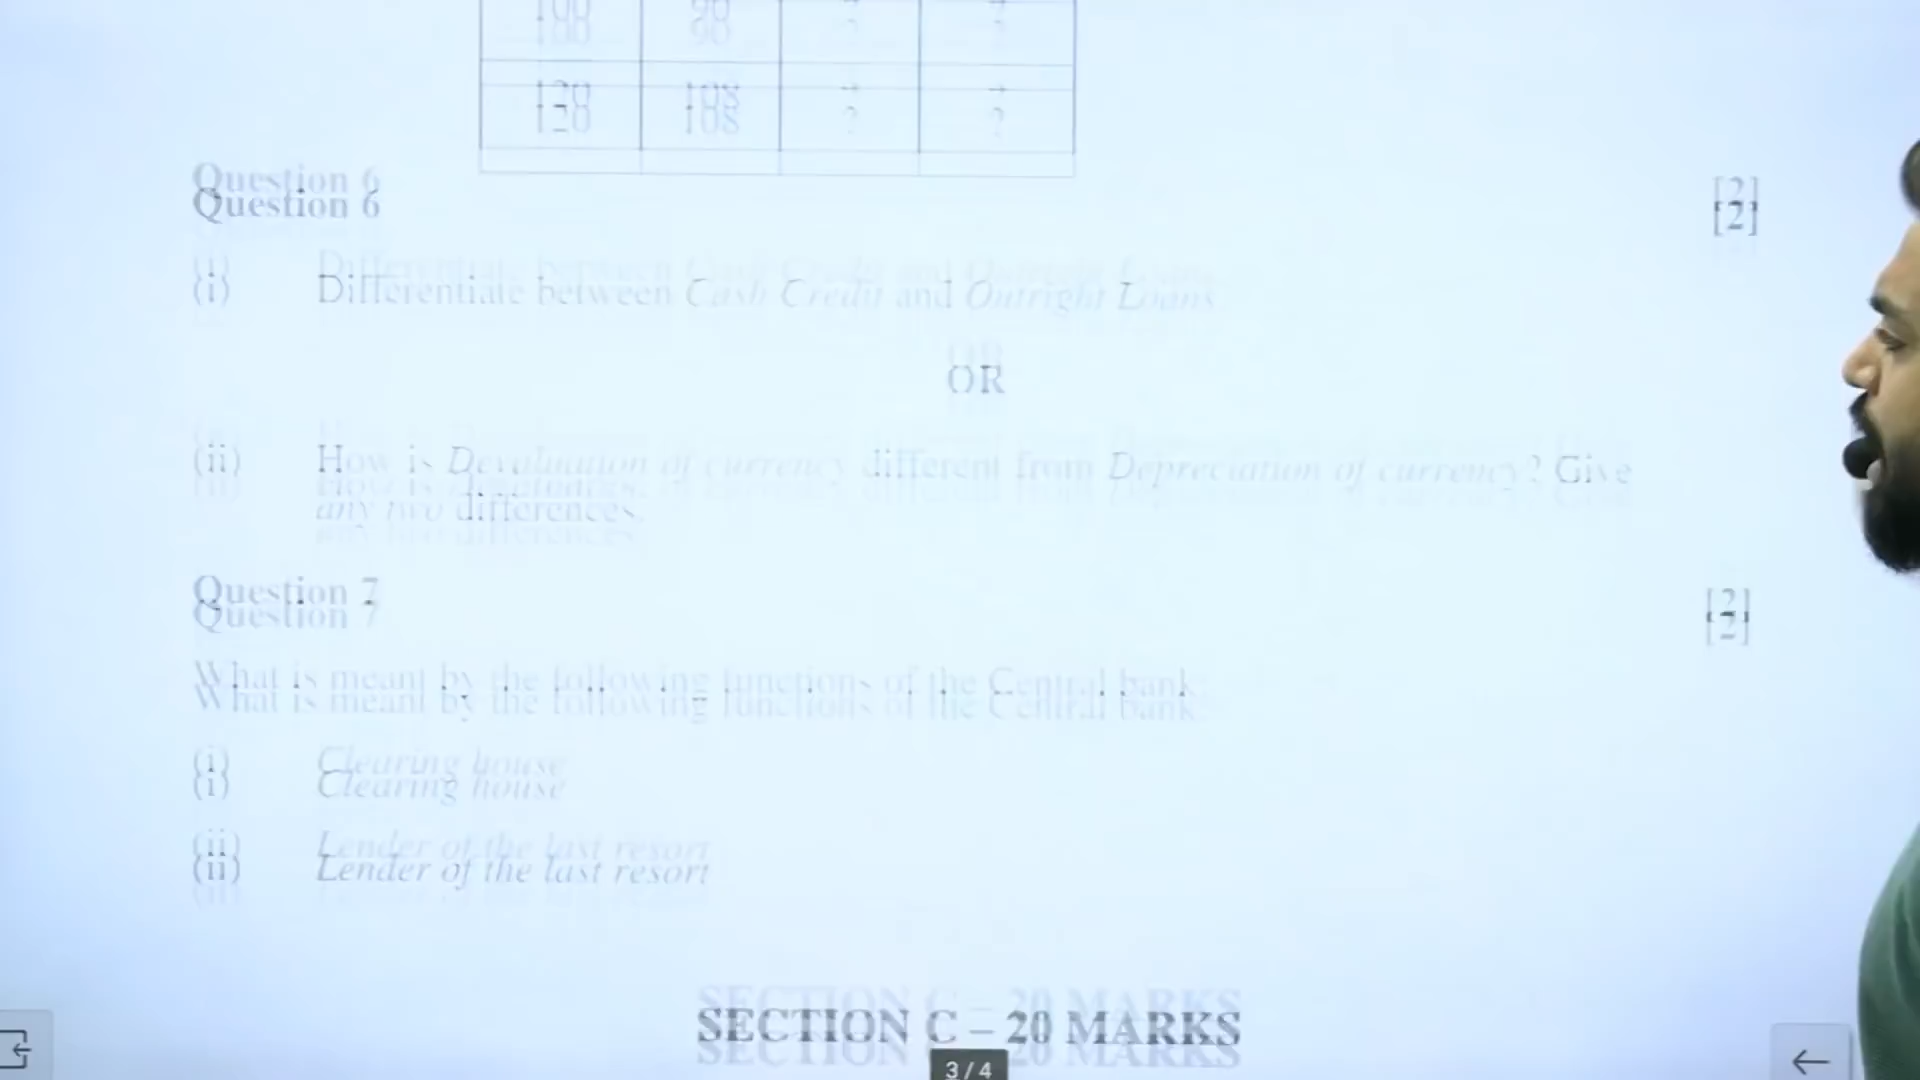 100 90 ? ?
120 108 ? ?
Question 6 [2]
(i) Differentiate between Cash Credit and Outright Loans
OR
(ii) How is Devaluation of currency different from Depreciation of currency? Give
any two differences.
Question 7 [2]
What is meant by the following functions of the Central bank:
(i) Clearing house
(ii) Lender of the last resort
SECTION C – 20 MARKS
3 / 4